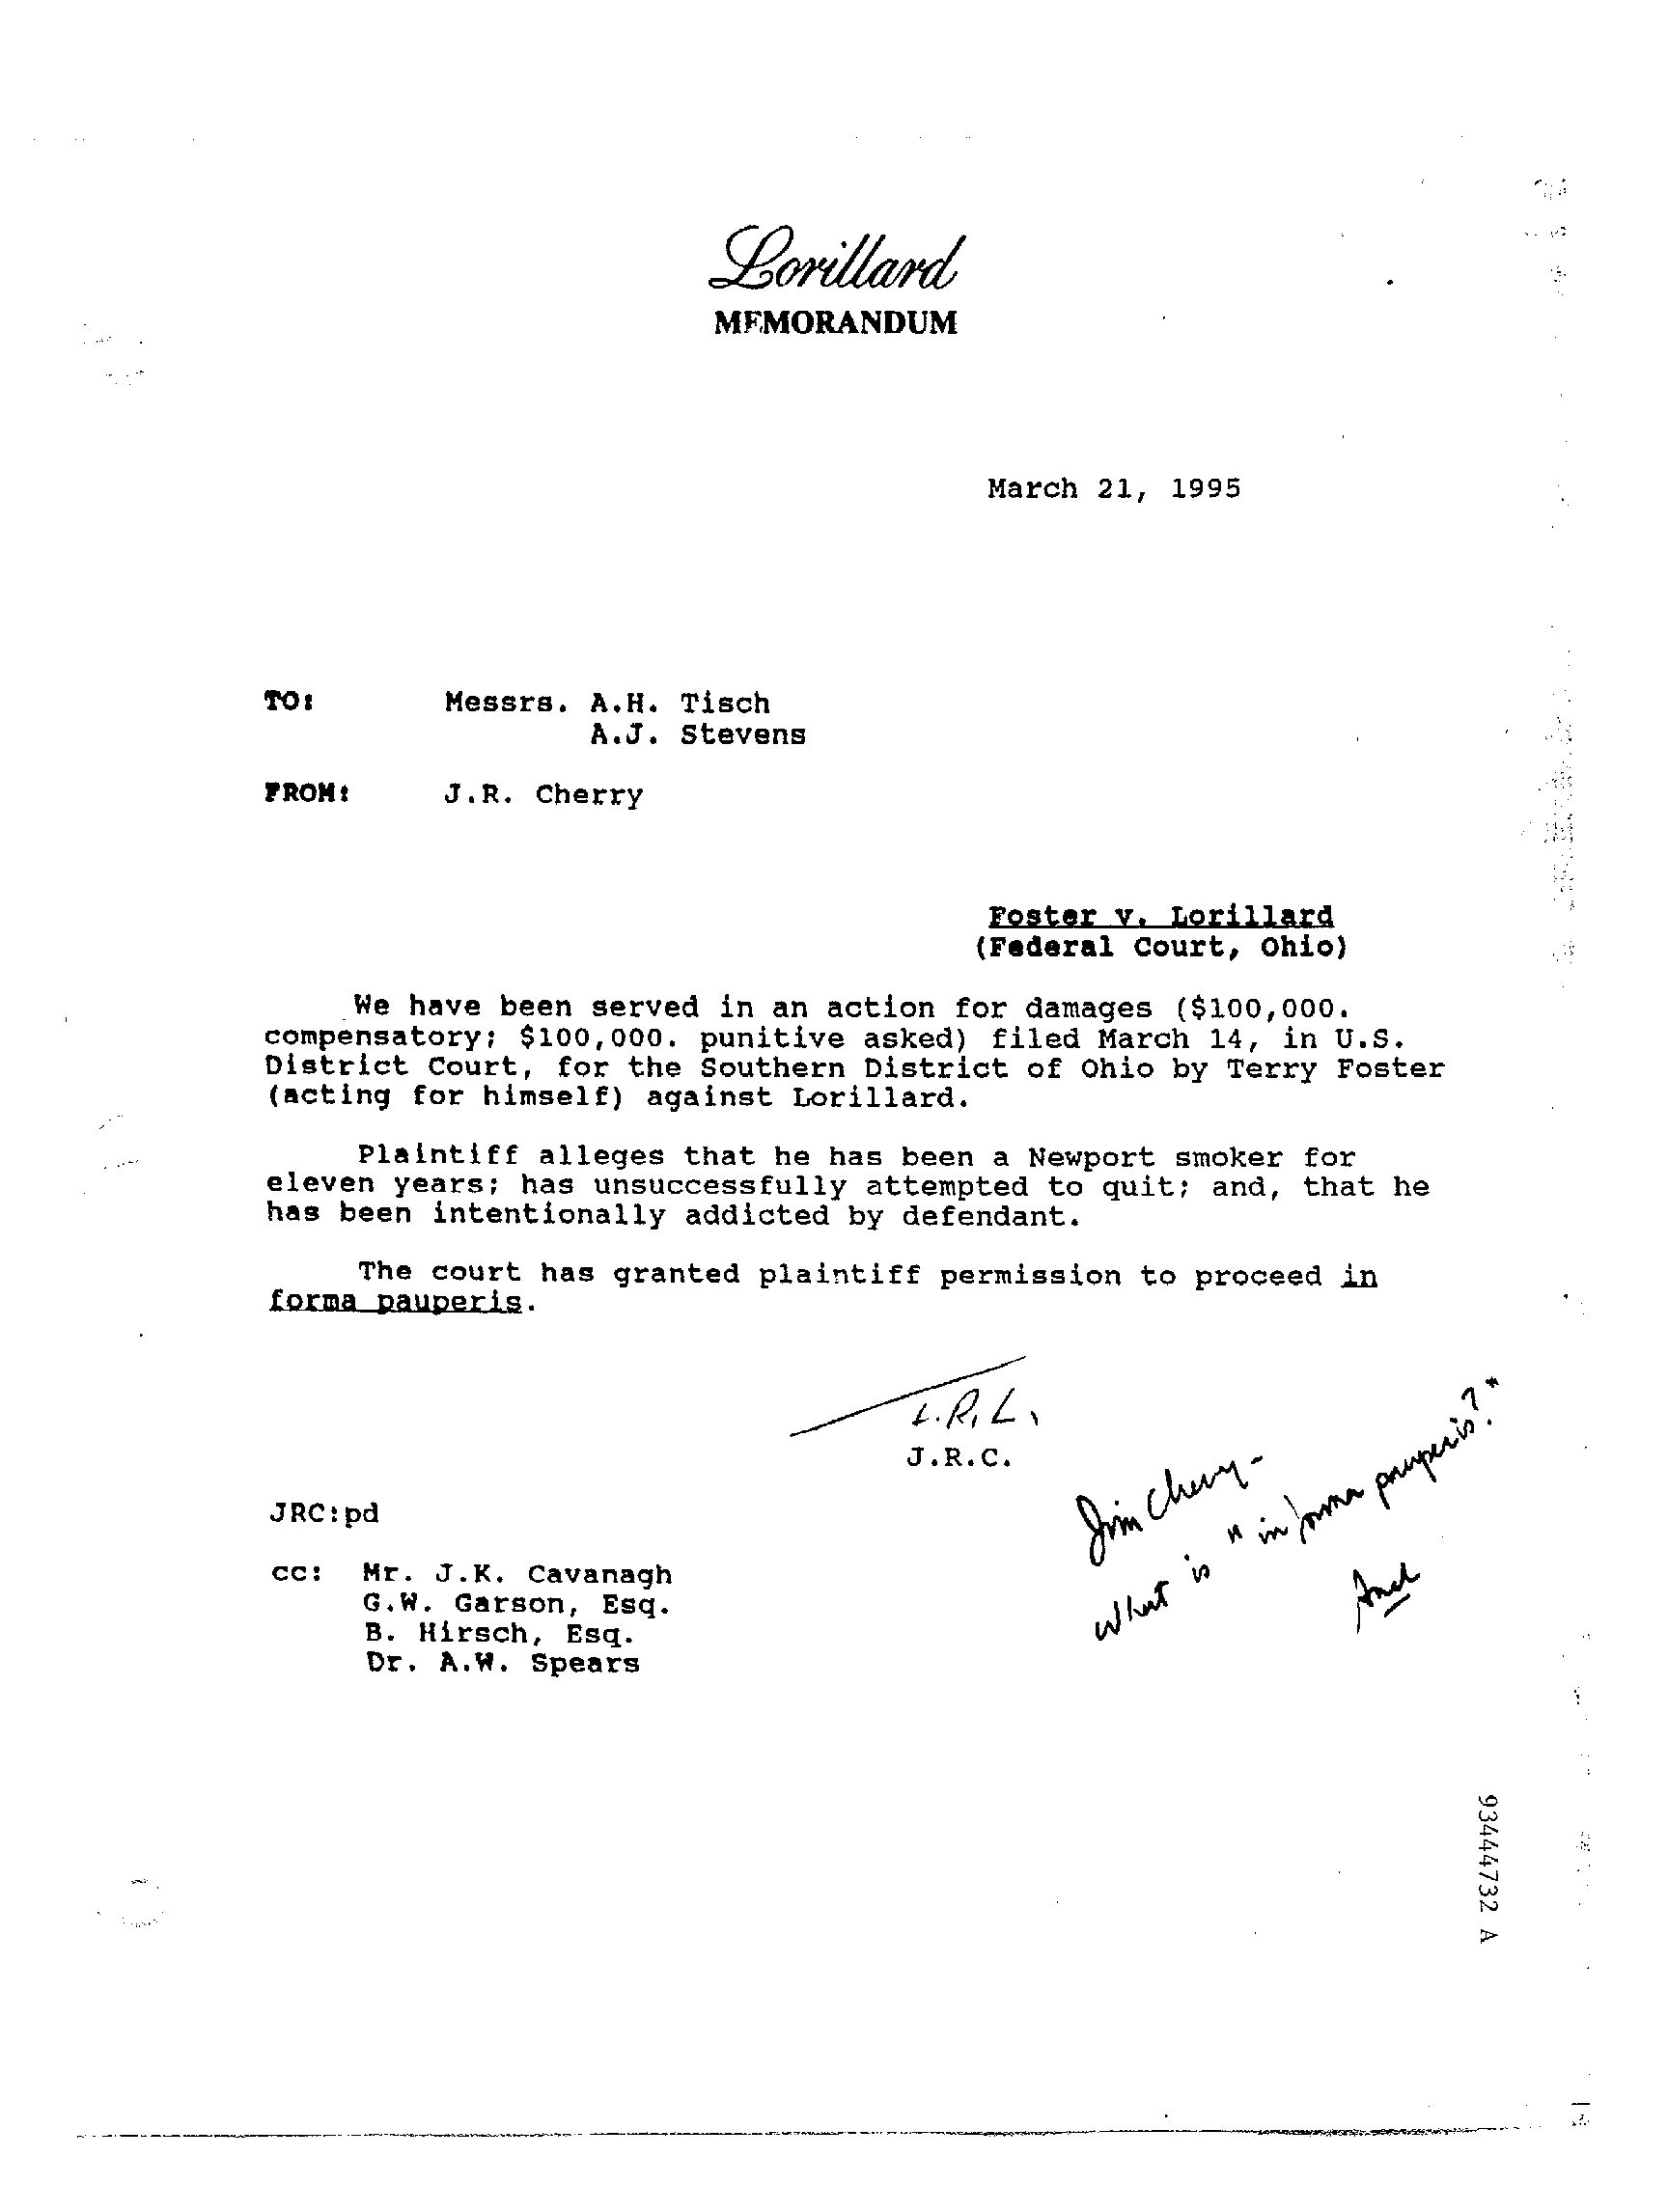 Lorillard
MEMORANDUM
March 21, 1995
TO: Messrs. A.H. Tisch
A.J. Stevens
FROM: J.R. Cherry
Foster v. Lorillard
(Federal Court, Ohio)
We have been served in an action for damages ($100,000.
compensatory; $100,000. punitive asked) filed March 14, in U.S.
District Court, for the Southern District of Ohio by Terry Foster
(acting for himself) against Lorillard.
Plaintiff alleges that he has been a Newport smoker for
eleven years; has unsuccessfully attempted to quit; and, that he
has been intentionally addicted by defendant.
The court has granted plaintiff permission to proceed in
forma pauperis.
J.R.C.
Jim Cherry-
What is "in forma pauperis?"
JRC:pd
cc: Mr. J.K. Cavanagh
G.W. Garson, Esq.
B. Hirsch, Esq.
Dr. A.W. Spears
93444732 A